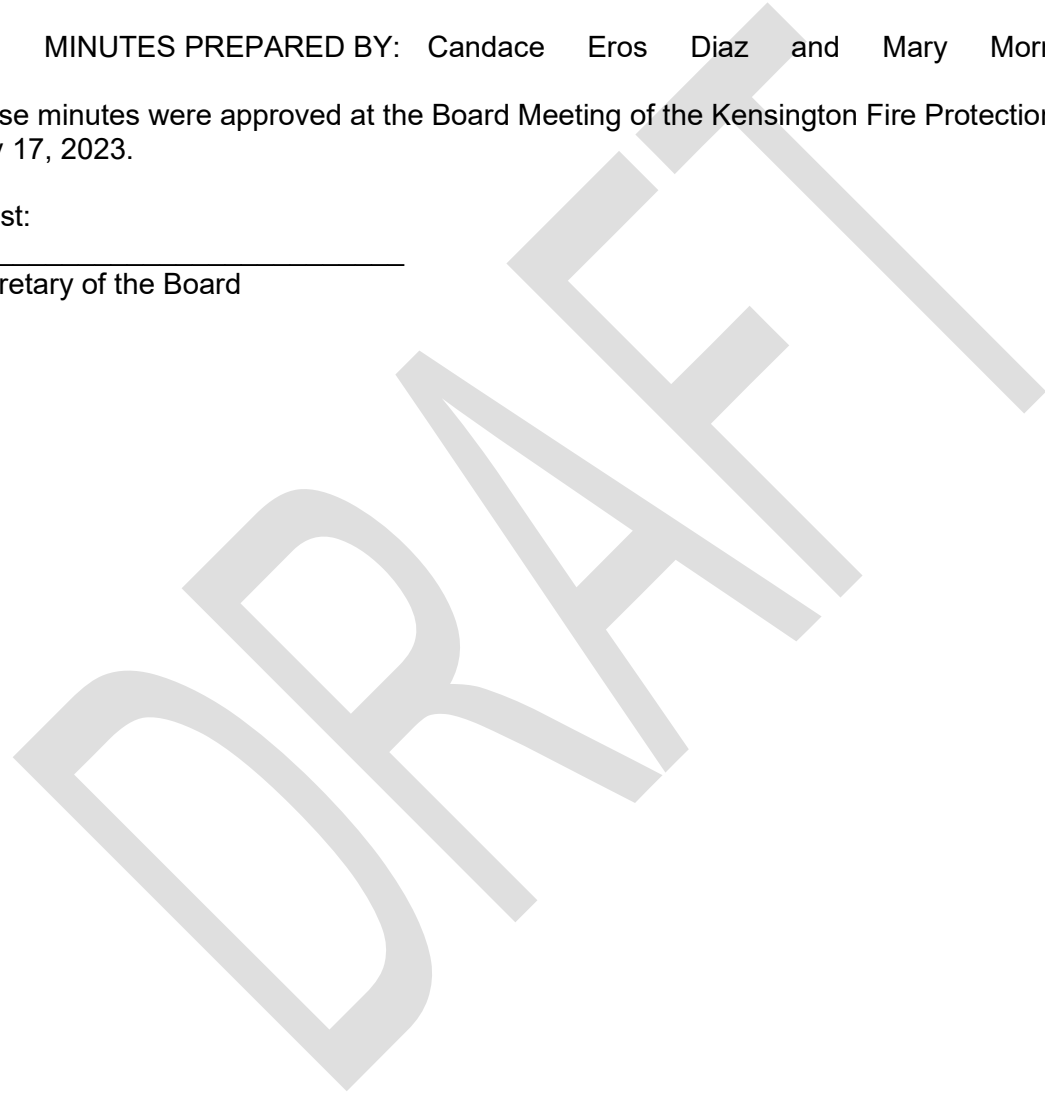 MINUTES PREPARED BY: Candace Eros Diaz and Mary Morr
se minutes were approved at the Board Meeting of the Kensington Fire Protection
y 17, 2023.
st:
retary of the Board
DRAFT